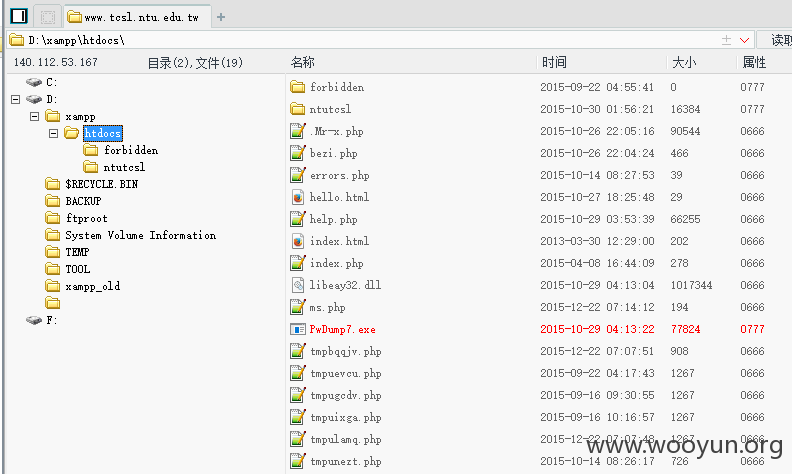 www.tcsl.ntu.edu.tw
D:\xampp\htdocs\ 读取
140.112.53.167 目录(2),文件(19) 名称 时间 大小 属性
C:
D:
xampp
htdocs
forbidden
ntutcsl
$RECYCLE.BIN
BACKUP
ftproot
System Volume Information
TEMP
TOOL
xampp_old
F:
forbidden 2015-09-22 04:55:41 0 0777
ntutcsl 2015-10-30 01:56:21 16384 0777
.Mr-x.php 2015-10-26 22:05:16 90544 0666
bezi.php 2015-10-26 22:04:24 466 0666
errors.php 2015-10-14 08:27:53 39 0666
hello.html 2015-10-27 18:25:48 29 0666
help.php 2015-10-29 03:53:39 66255 0666
index.html 2013-03-30 12:29:00 202 0666
index.php 2015-04-08 16:44:09 278 0666
libeay32.dll 2015-10-29 04:13:04 1017344 0666
ms.php 2015-12-22 07:14:12 194 0666
PwDump7.exe 2015-10-29 04:13:22 77824 0777
tmpbqqjv.php 2015-12-22 07:07:51 908 0666
tmpuevcu.php 2015-09-22 04:17:43 1267 0666
tmpugcdv.php 2015-09-16 09:30:55 1267 0666
tmpuixga.php 2015-09-16 10:16:57 1267 0666
tmpulamq.php 2015-12-22 07:07:48 1267 0666
tmpunezt.php 2015-10-14 08:26:17 726 0666
www.wooyun.org